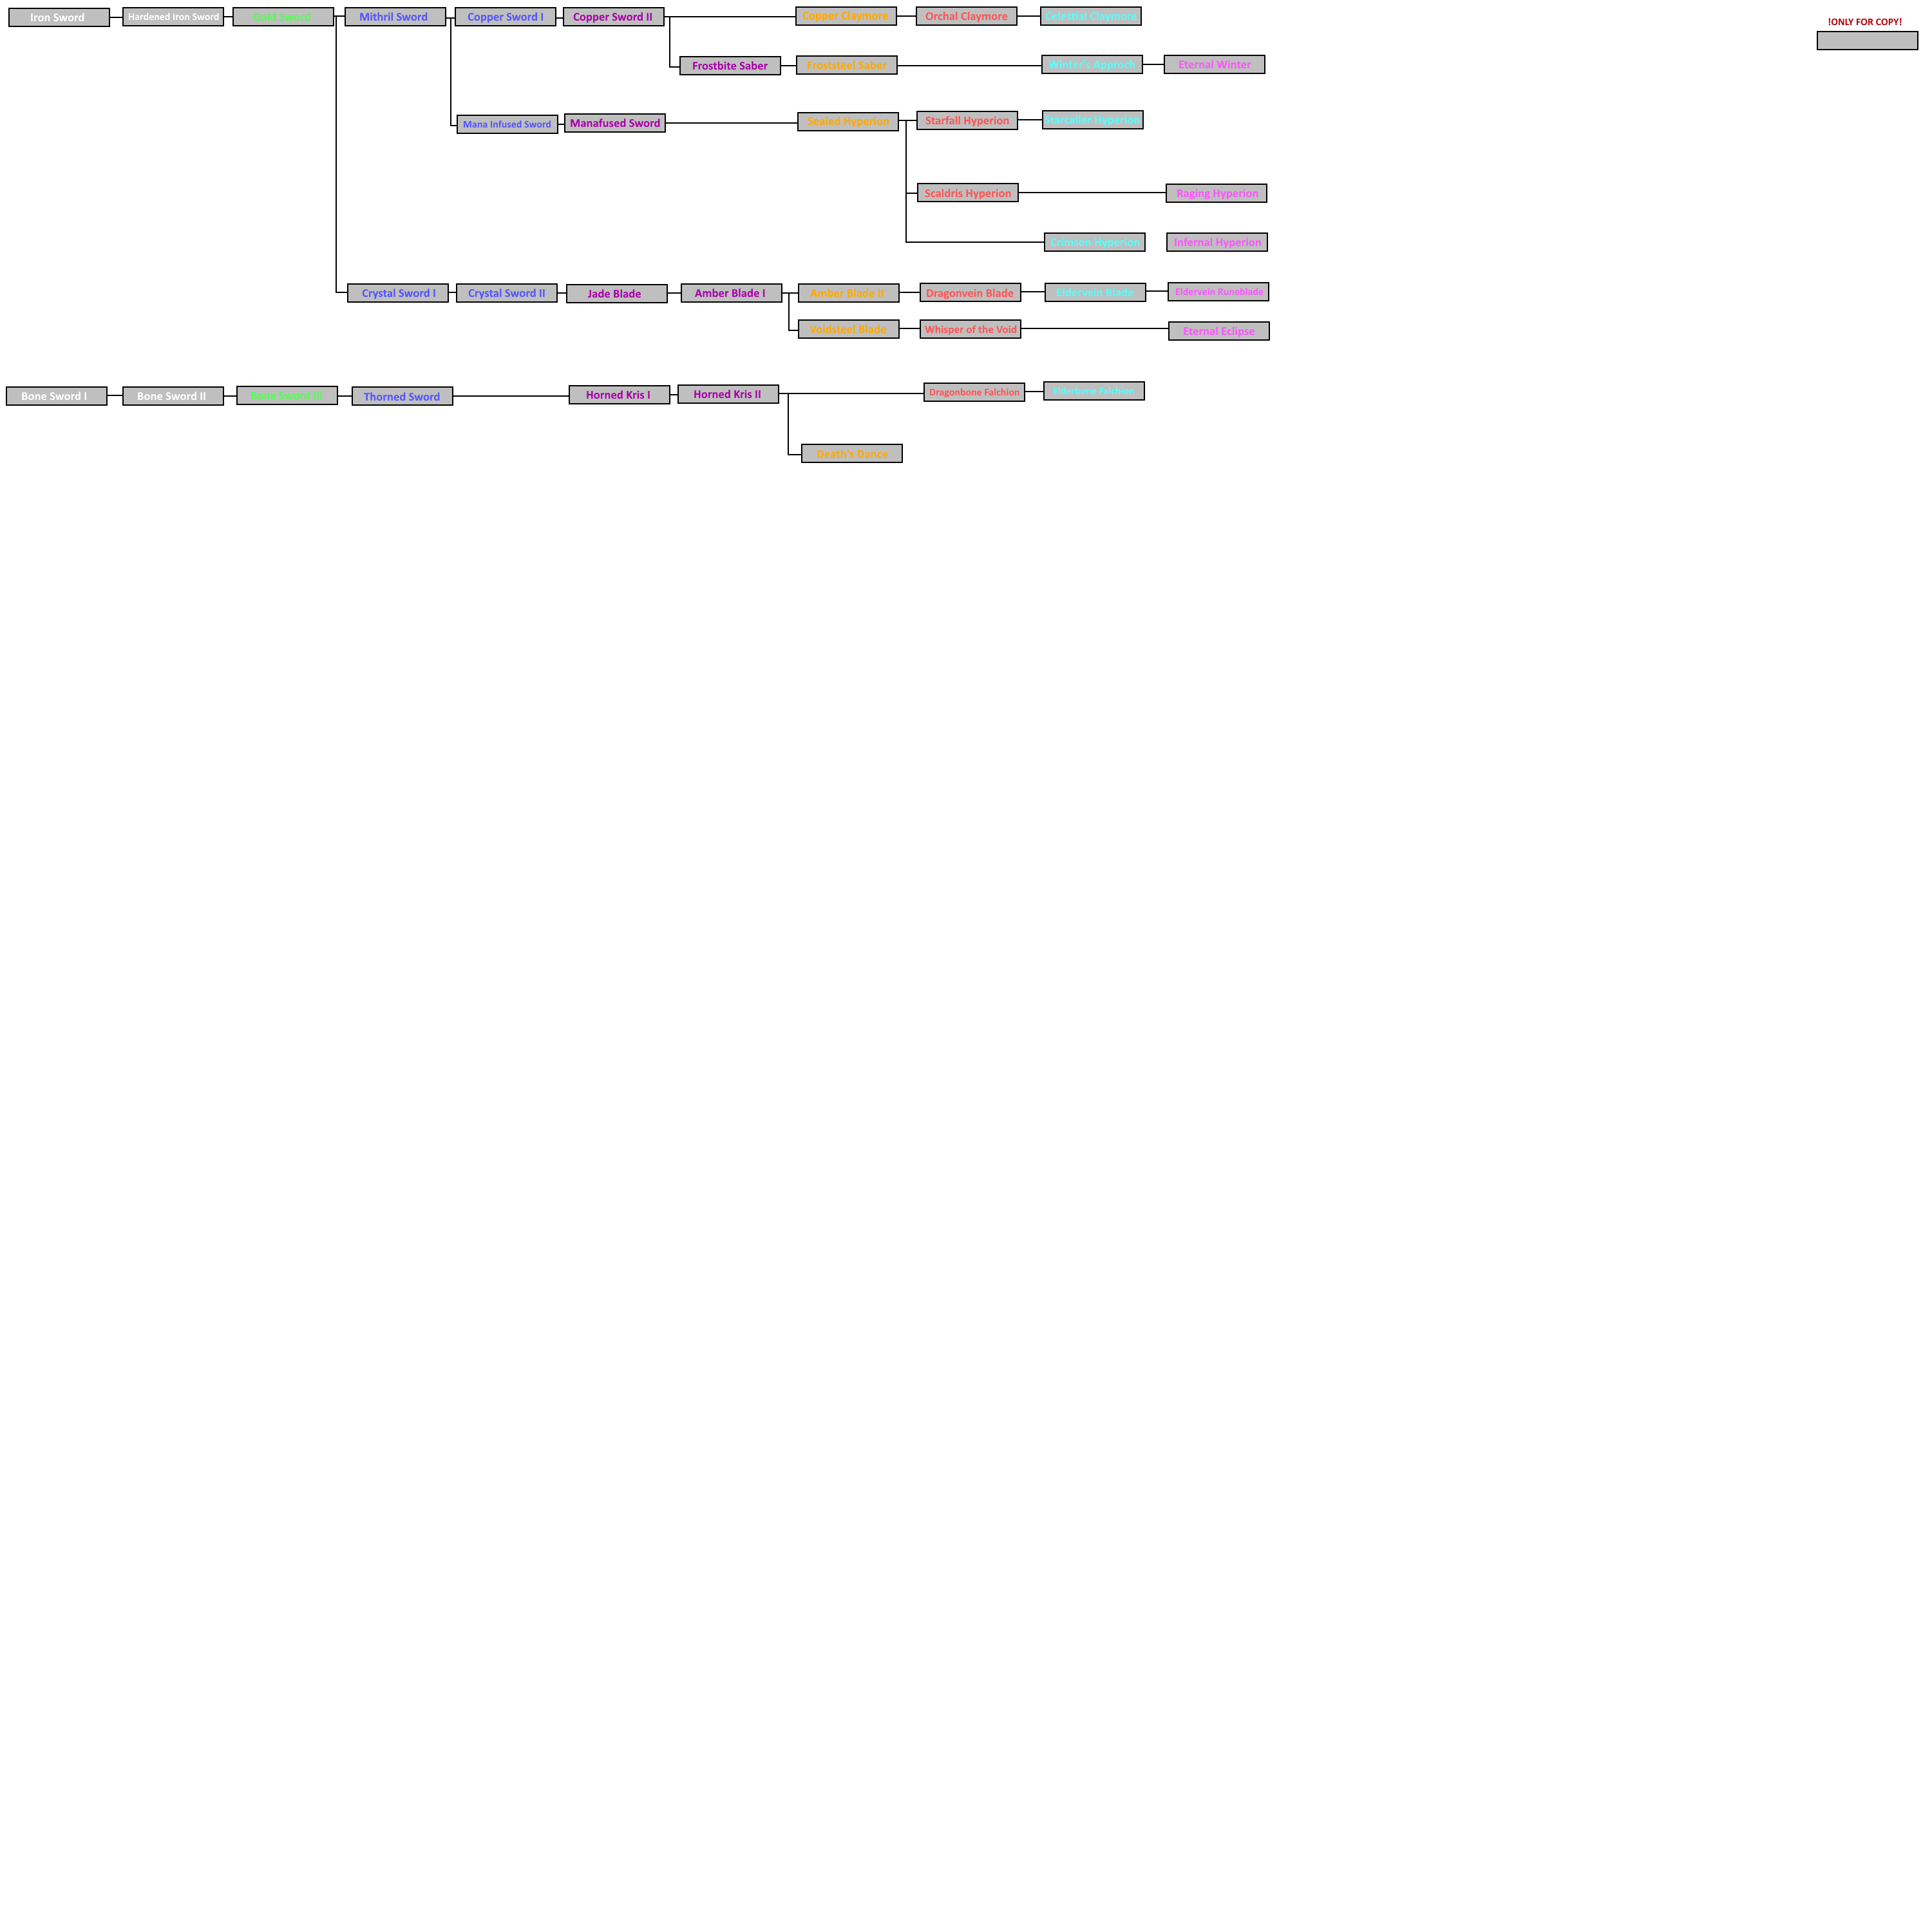 Iron Sword
Hardened Iron Sword
Gold Sword
Mithril Sword
Copper Sword I
Copper Sword II
Copper Claymore
Orchal Claymore
Celestial Claymore
!ONLY FOR COPY!
Frostbite Saber
Froststeel Saber
Winter's Approch
Eternal Winter
Mana Infused Sword
Manafused Sword
Sealed Hyperion
Starfall Hyperion
Starcaller Hyperion
Scaldris Hyperion
Raging Hyperion
Crimson Hyperion
Infernal Hyperion
Crystal Sword I
Crystal Sword II
Jade Blade
Amber Blade I
Amber Blade II
Dragonvein Blade
Eldervein Blade
Eldervein Runeblade
Voidsteel Blade
Whisper of the Void
Eternal Eclipse
Bone Sword I
Bone Sword II
Bone Sword III
Thorned Sword
Horned Kris I
Horned Kris II
Dragonbone Falchion
Death's Dance